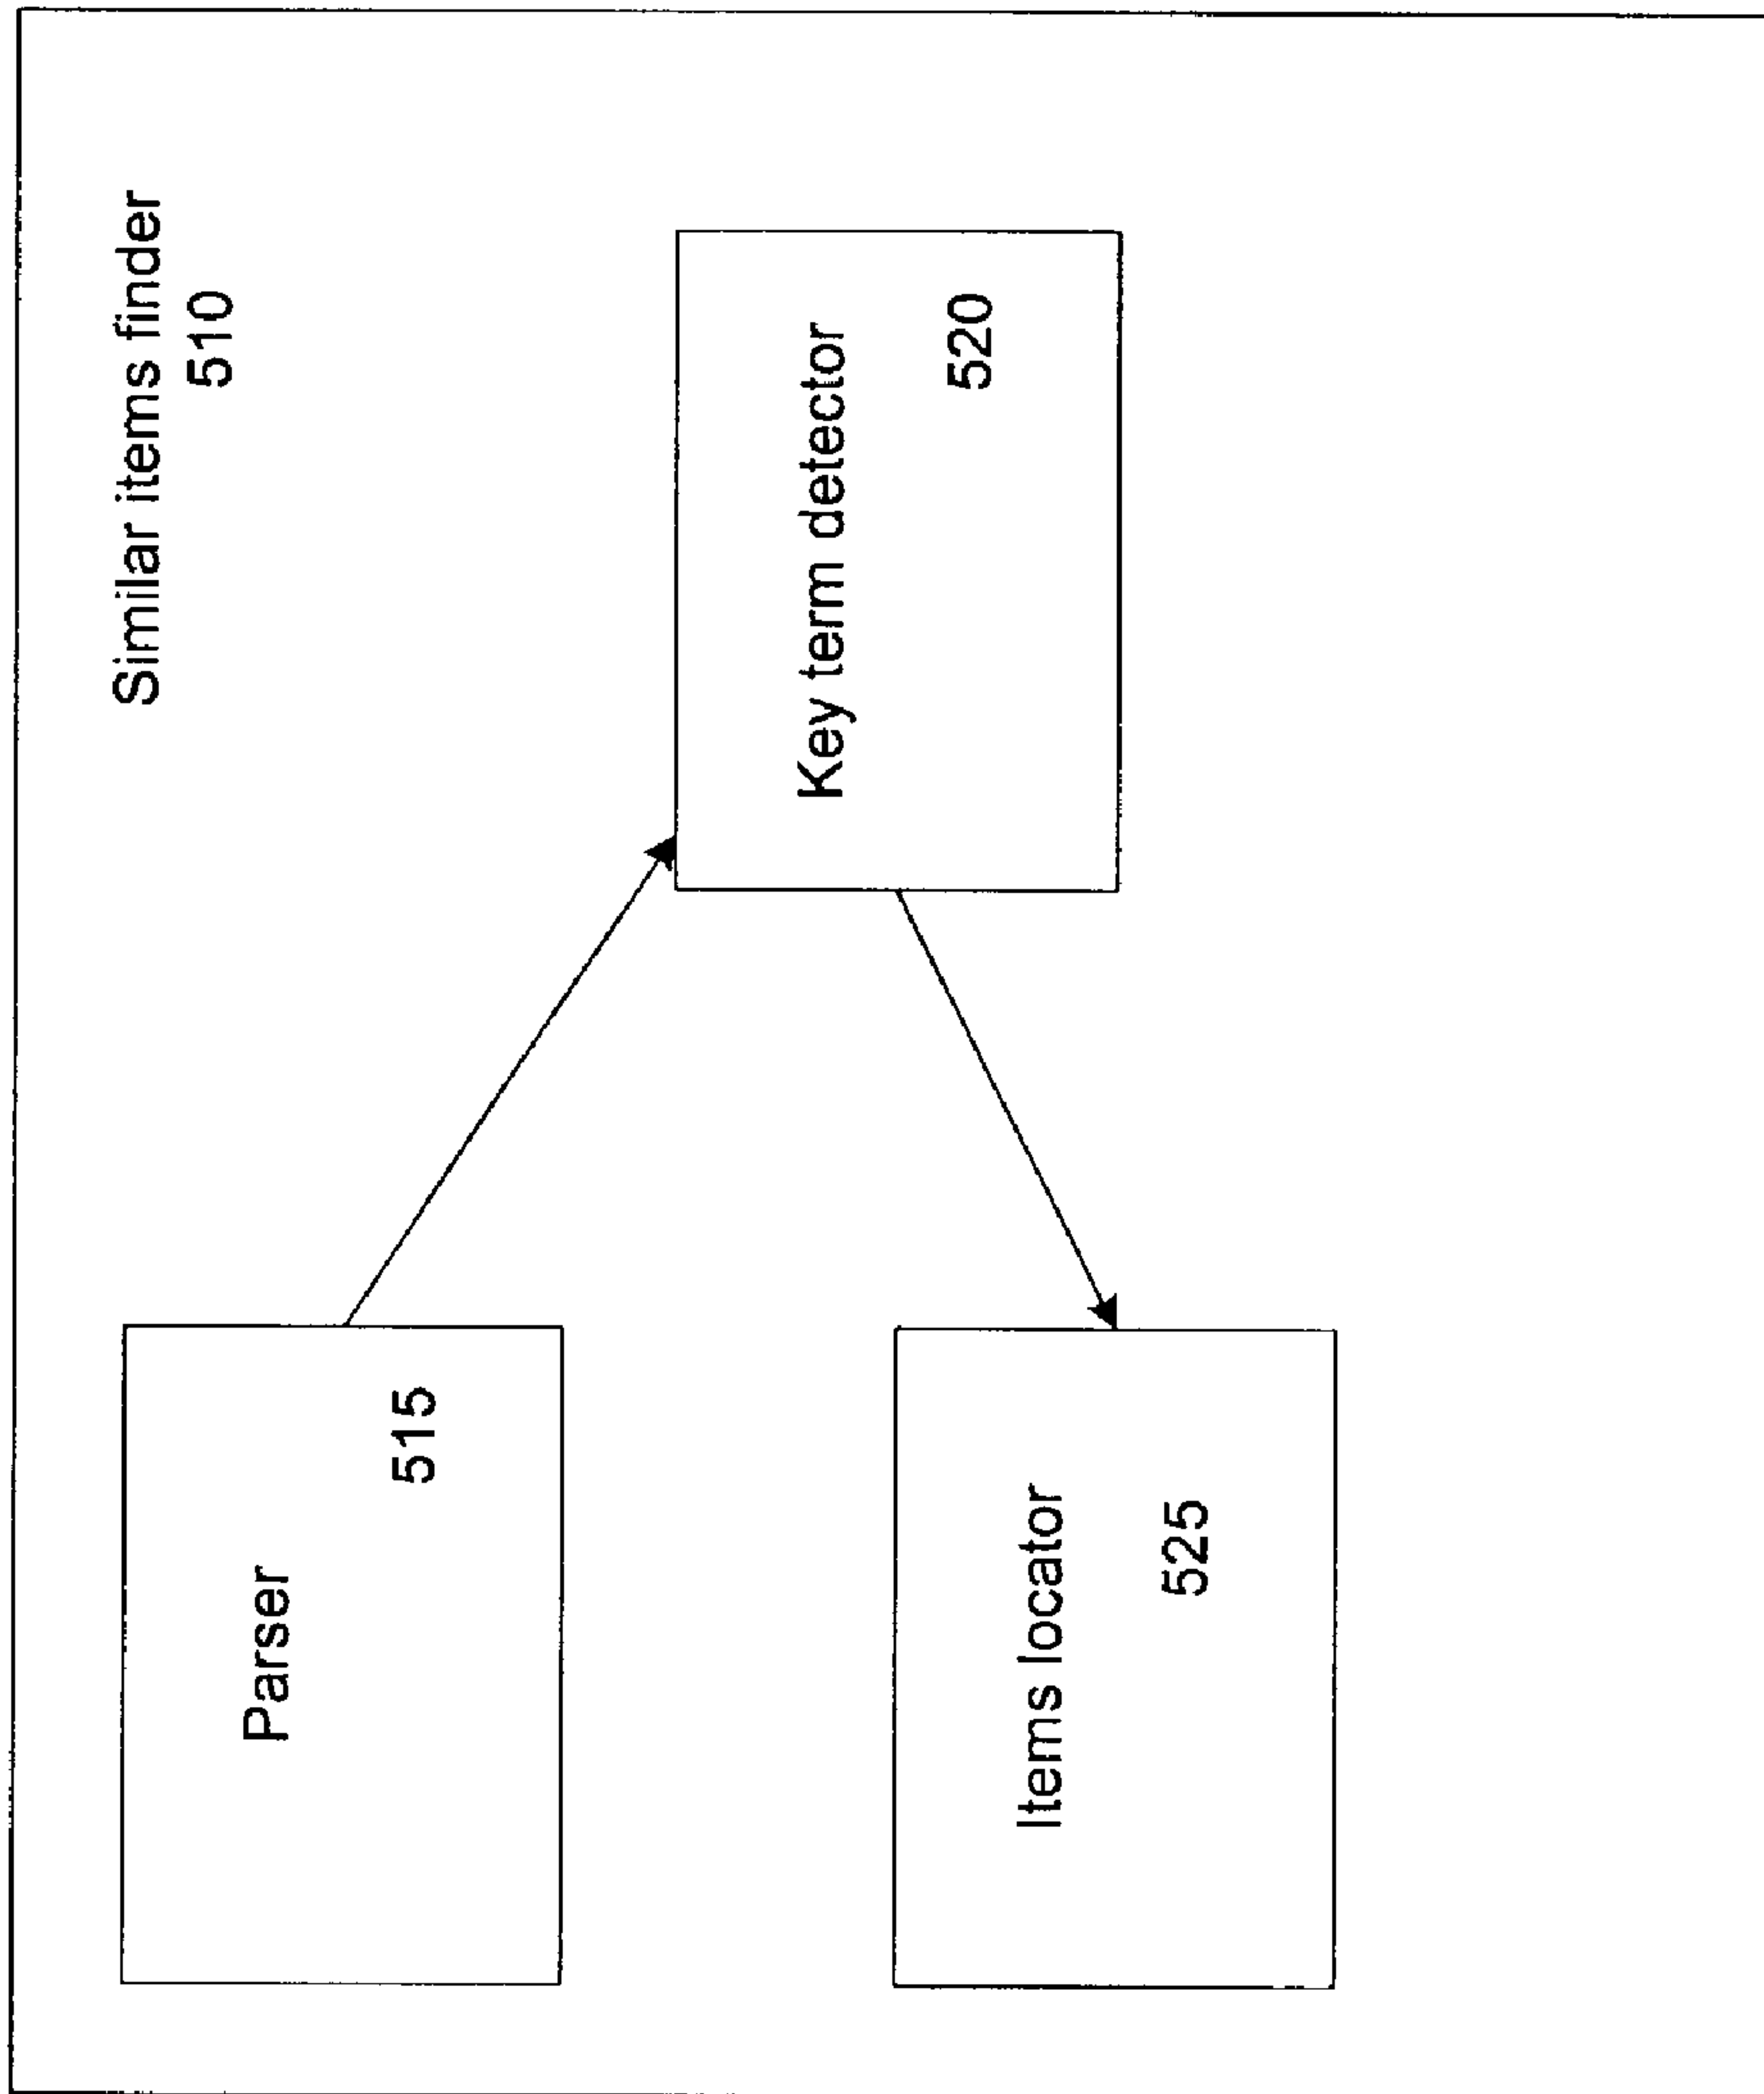 Similar items finder
510
Parser
515
Key term detector
520
Items locator
525